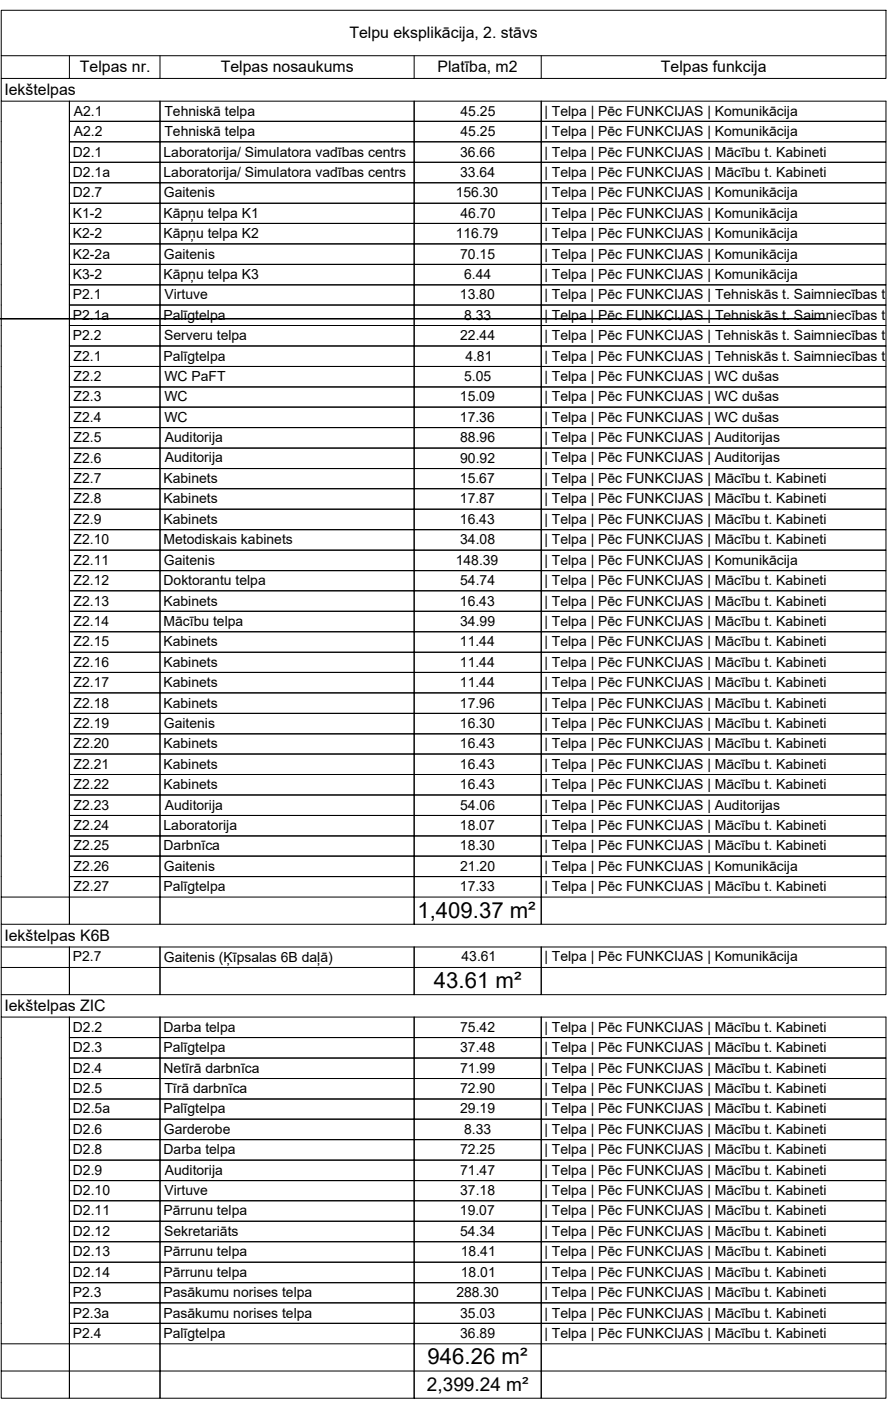 Telpu eksplikācija, 2. stāvs
Telpas nr. Telpas nosaukums Platība, m2 Telpas funkcija
Iekštelpas
A2.1 Tehniskā telpa 45.25 | Telpa | Pēc FUNKCIJAS | Komunikācija
A2.2 Tehniskā telpa 45.25 | Telpa | Pēc FUNKCIJAS | Komunikācija
D2.1 Laboratorija/ Simulatora vadības centrs 36.66 | Telpa | Pēc FUNKCIJAS | Mācību t. Kabineti
D2.1a Laboratorija/ Simulatora vadības centrs 33.64 | Telpa | Pēc FUNKCIJAS | Mācību t. Kabineti
D2.7 Gaitenis 156.30 | Telpa | Pēc FUNKCIJAS | Komunikācija
K1-2 Kāpņu telpa K1 46.70 | Telpa | Pēc FUNKCIJAS | Komunikācija
K2-2 Kāpņu telpa K2 116.79 | Telpa | Pēc FUNKCIJAS | Komunikācija
K2-2a Gaitenis 70.15 | Telpa | Pēc FUNKCIJAS | Komunikācija
K3-2 Kāpņu telpa K3 6.44 | Telpa | Pēc FUNKCIJAS | Komunikācija
P2.1 Virtuve 13.80 | Telpa | Pēc FUNKCIJAS | Tehniskās t. Saimniecības t
P2.1a Palīgtelpa 8.33 | Telpa | Pēc FUNKCIJAS | Tehniskās t. Saimniecības t
P2.2 Serveru telpa 22.44 | Telpa | Pēc FUNKCIJAS | Tehniskās t. Saimniecības t
Z2.1 Palīgtelpa 4.81 | Telpa | Pēc FUNKCIJAS | Tehniskās t. Saimniecības t
Z2.2 WC PaFT 5.05 | Telpa | Pēc FUNKCIJAS | WC dušas
Z2.3 WC 15.09 | Telpa | Pēc FUNKCIJAS | WC dušas
Z2.4 WC 17.36 | Telpa | Pēc FUNKCIJAS | WC dušas
Z2.5 Auditorija 88.96 | Telpa | Pēc FUNKCIJAS | Auditorijas
Z2.6 Auditorija 90.92 | Telpa | Pēc FUNKCIJAS | Auditorijas
Z2.7 Kabinets 15.67 | Telpa | Pēc FUNKCIJAS | Mācību t. Kabineti
Z2.8 Kabinets 17.87 | Telpa | Pēc FUNKCIJAS | Mācību t. Kabineti
Z2.9 Kabinets 16.43 | Telpa | Pēc FUNKCIJAS | Mācību t. Kabineti
Z2.10 Metodiskais kabinets 34.08 | Telpa | Pēc FUNKCIJAS | Mācību t. Kabineti
Z2.11 Gaitenis 148.39 | Telpa | Pēc FUNKCIJAS | Komunikācija
Z2.12 Doktorantu telpa 54.74 | Telpa | Pēc FUNKCIJAS | Mācību t. Kabineti
Z2.13 Kabinets 16.43 | Telpa | Pēc FUNKCIJAS | Mācību t. Kabineti
Z2.14 Mācību telpa 34.99 | Telpa | Pēc FUNKCIJAS | Mācību t. Kabineti
Z2.15 Kabinets 11.44 | Telpa | Pēc FUNKCIJAS | Mācību t. Kabineti
Z2.16 Kabinets 11.44 | Telpa | Pēc FUNKCIJAS | Mācību t. Kabineti
Z2.17 Kabinets 11.44 | Telpa | Pēc FUNKCIJAS | Mācību t. Kabineti
Z2.18 Kabinets 17.96 | Telpa | Pēc FUNKCIJAS | Mācību t. Kabineti
Z2.19 Gaitenis 16.30 | Telpa | Pēc FUNKCIJAS | Mācību t. Kabineti
Z2.20 Kabinets 16.43 | Telpa | Pēc FUNKCIJAS | Mācību t. Kabineti
Z2.21 Kabinets 16.43 | Telpa | Pēc FUNKCIJAS | Mācību t. Kabineti
Z2.22 Kabinets 16.43 | Telpa | Pēc FUNKCIJAS | Mācību t. Kabineti
Z2.23 Auditorija 54.06 | Telpa | Pēc FUNKCIJAS | Auditorijas
Z2.24 Laboratorija 18.07 | Telpa | Pēc FUNKCIJAS | Mācību t. Kabineti
Z2.25 Darbnīca 18.30 | Telpa | Pēc FUNKCIJAS | Mācību t. Kabineti
Z2.26 Gaitenis 21.20 | Telpa | Pēc FUNKCIJAS | Komunikācija
Z2.27 Palīgtelpa 17.33 | Telpa | Pēc FUNKCIJAS | Mācību t. Kabineti
1,409.37 m²
Iekštelpas K6B
P2.7 Gaitenis (Ķīpsalas 6B daļā) 43.61 | Telpa | Pēc FUNKCIJAS | Komunikācija
43.61 m²
Iekštelpas ZIC
D2.2 Darba telpa 75.42 | Telpa | Pēc FUNKCIJAS | Mācību t. Kabineti
D2.3 Palīgtelpa 37.48 | Telpa | Pēc FUNKCIJAS | Mācību t. Kabineti
D2.4 Netīrā darbnīca 71.99 | Telpa | Pēc FUNKCIJAS | Mācību t. Kabineti
D2.5 Tīrā darbnīca 72.90 | Telpa | Pēc FUNKCIJAS | Mācību t. Kabineti
D2.5a Palīgtelpa 29.19 | Telpa | Pēc FUNKCIJAS | Mācību t. Kabineti
D2.6 Garderobe 8.33 | Telpa | Pēc FUNKCIJAS | Mācību t. Kabineti
D2.8 Darba telpa 72.25 | Telpa | Pēc FUNKCIJAS | Mācību t. Kabineti
D2.9 Auditorija 71.47 | Telpa | Pēc FUNKCIJAS | Mācību t. Kabineti
D2.10 Virtuve 37.18 | Telpa | Pēc FUNKCIJAS | Mācību t. Kabineti
D2.11 Pārrunu telpa 19.07 | Telpa | Pēc FUNKCIJAS | Mācību t. Kabineti
D2.12 Sekretariāts 54.34 | Telpa | Pēc FUNKCIJAS | Mācību t. Kabineti
D2.13 Pārrunu telpa 18.41 | Telpa | Pēc FUNKCIJAS | Mācību t. Kabineti
D2.14 Pārrunu telpa 18.01 | Telpa | Pēc FUNKCIJAS | Mācību t. Kabineti
P2.3 Pasākumu norises telpa 288.30 | Telpa | Pēc FUNKCIJAS | Mācību t. Kabineti
P2.3a Pasākumu norises telpa 35.03 | Telpa | Pēc FUNKCIJAS | Mācību t. Kabineti
P2.4 Palīgtelpa 36.89 | Telpa | Pēc FUNKCIJAS | Mācību t. Kabineti
946.26 m²
2,399.24 m²